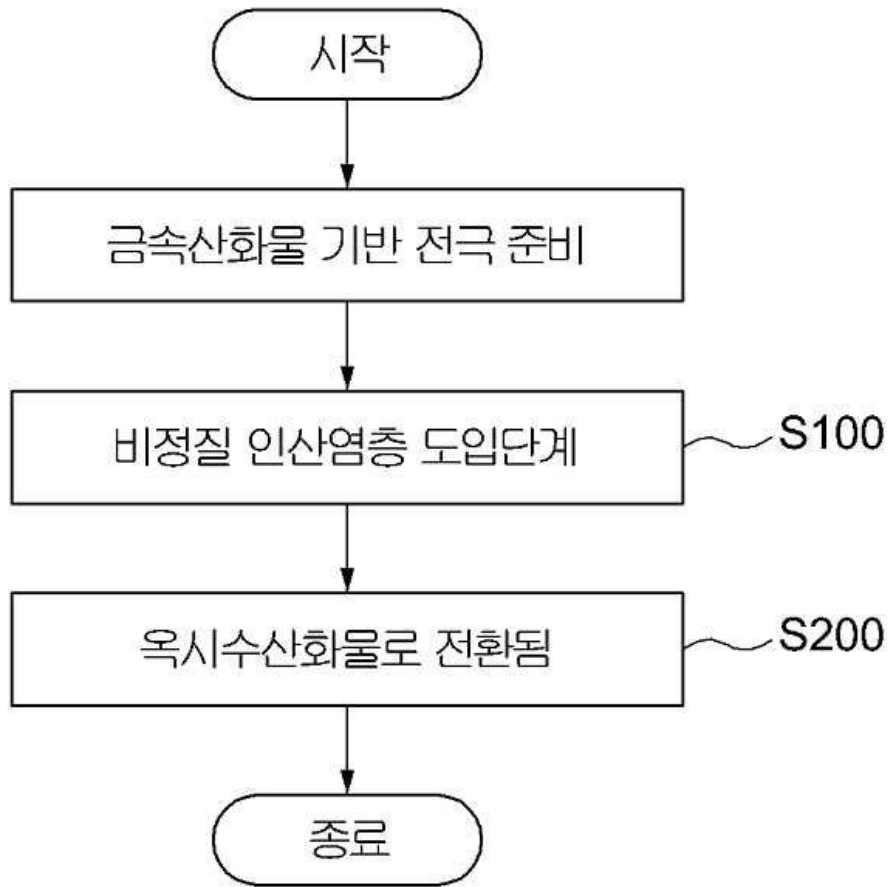 시작
금속산화물 기반 전극 준비
비정질 인산염층 도입단계
S100
옥시수산화물로 전환됨
S200
종료